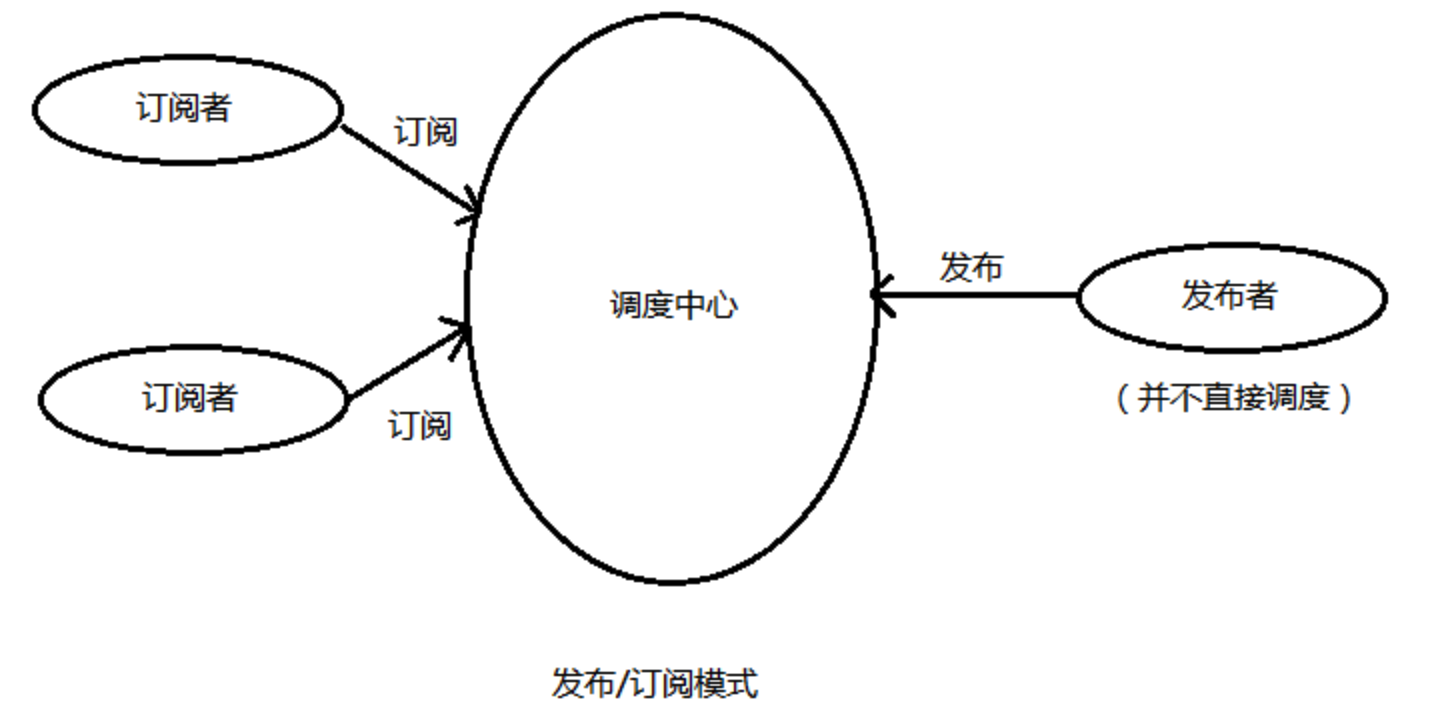 订阅者
订阅
调度中心
发布
发布者
（并不直接调度）
订阅者
订阅
发布/订阅模式